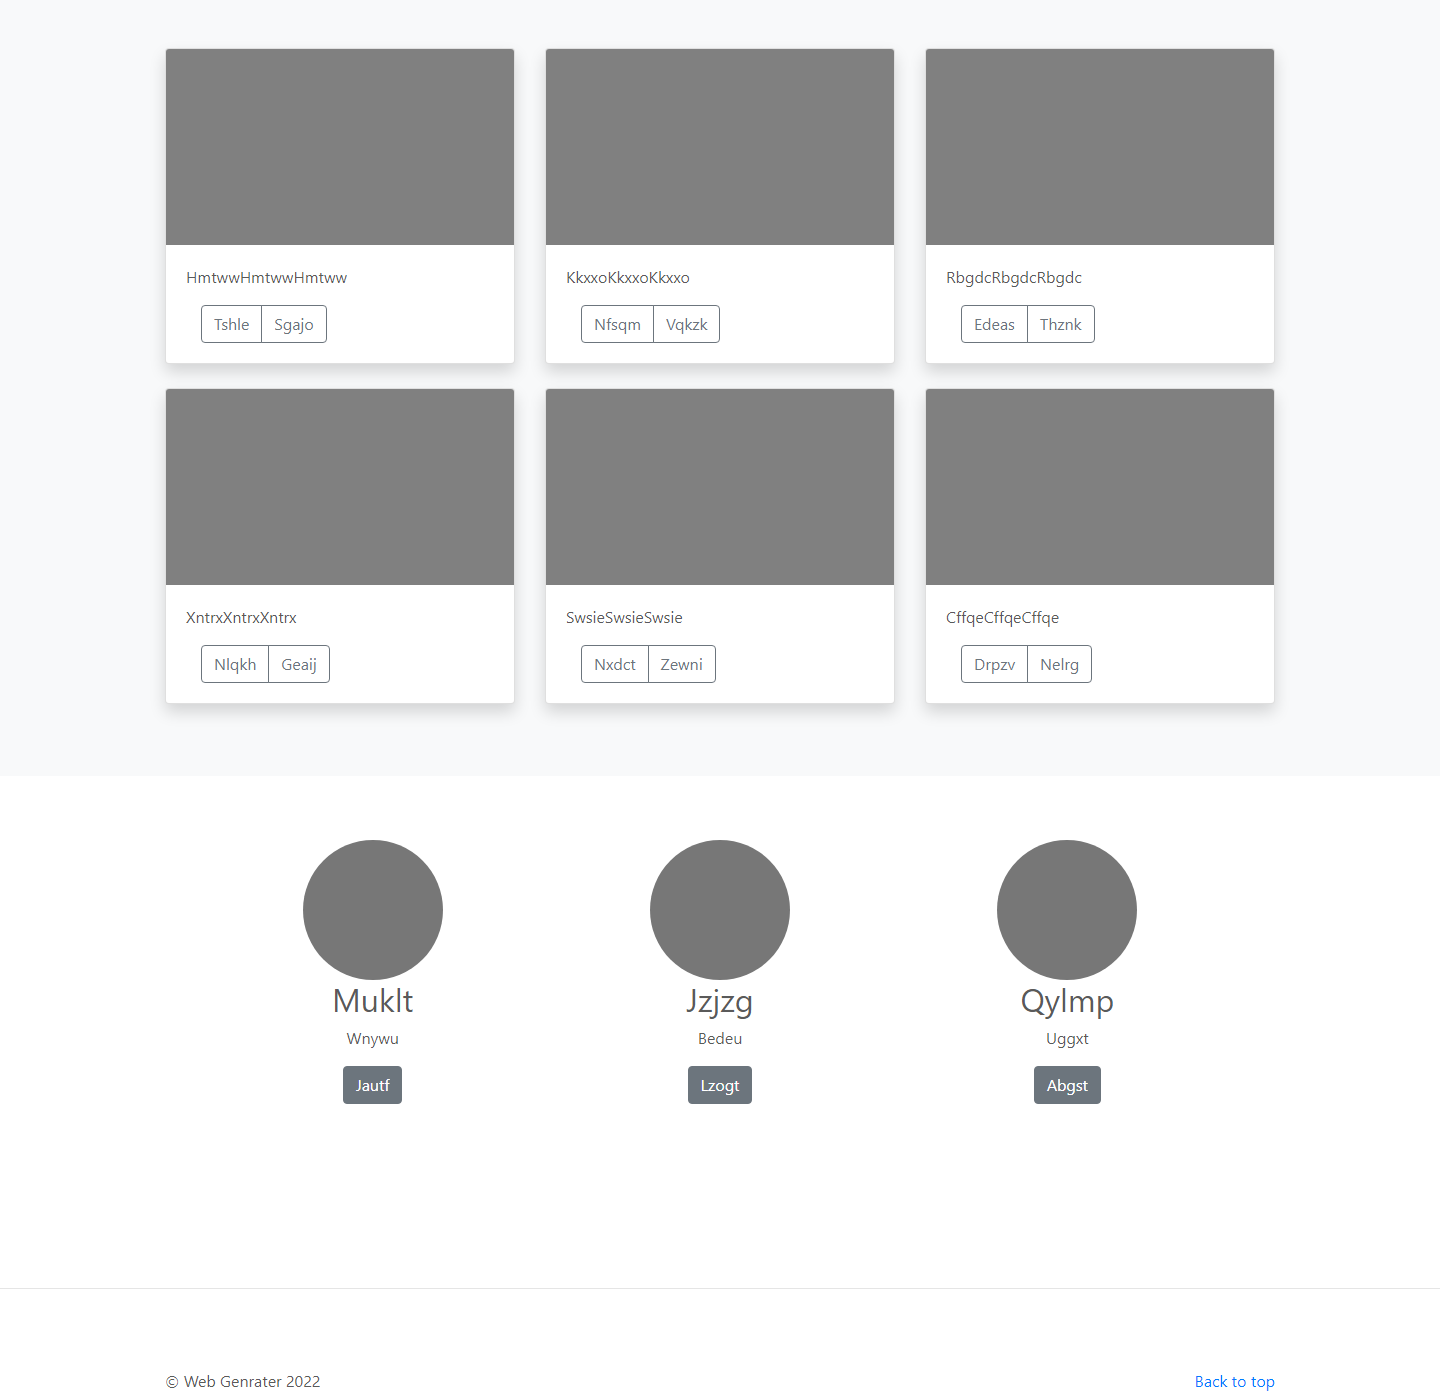 HmtwwHmtwwHmtww
KkxxoKkxxoKkxxo
RbgdcRbgdcRbgdc
Tshle Sgajo
Nfsqm Vqkzk
Edeas Thznk
XntrxXntrxXntrx
SwsieSwsieSwsie
CffqeCffqeCffqe
Nlqkh Geaij
Nxdct Zewni
Drpzv Nelrg
Muklt
Jzjzg
Qylmp
Wnywu
Bedeu
Uggxt
Jautf
Lzogt
Abgst
© Web Genrater 2022
Back to top